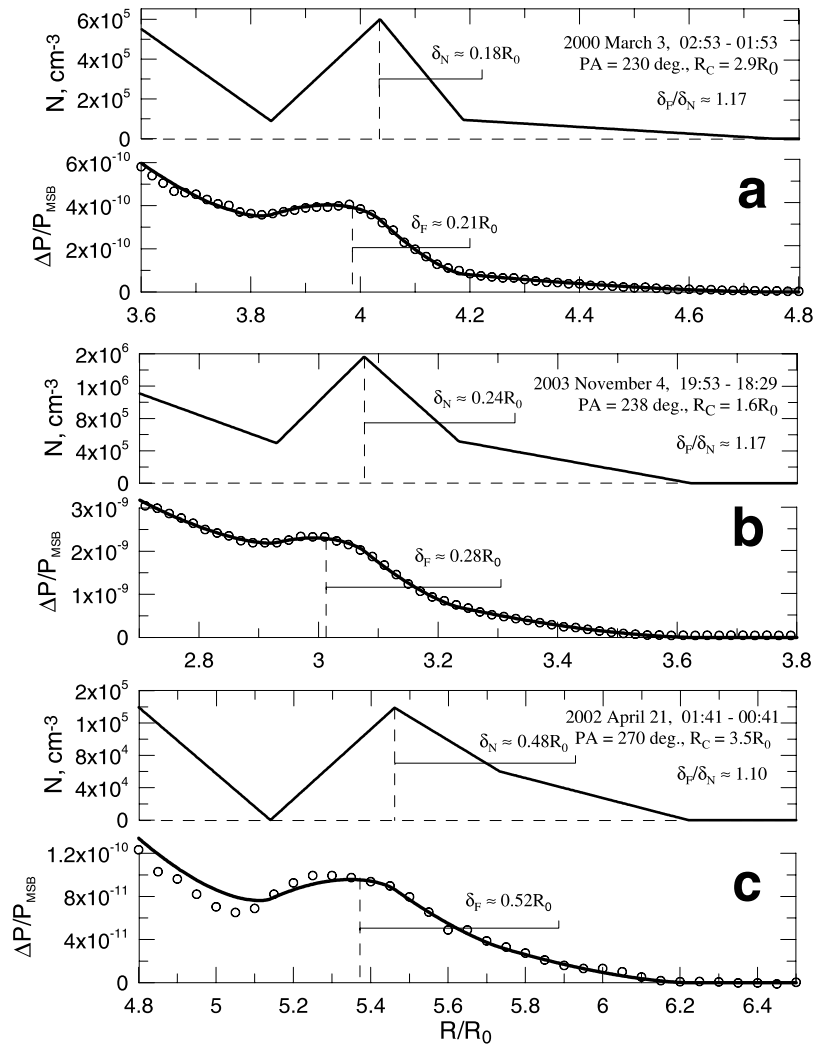 6x10⁵
4x10⁵
2x10⁵
0
N, cm-3
δN ≈ 0.18R0
2000 March 3, 02:53 - 01:53
PA = 230 deg., RC = 2.9R0
δF/δN ≈ 1.17
6x10-10
4x10-10
2x10-10
0
ΔP/PMSB
δF ≈ 0.21R0
a
3.6 3.8 4 4.2 4.4 4.6 4.8
2x10⁶
1x10⁶
8x10⁵
4x10⁵
0
N, cm-3
δN ≈ 0.24R0
2003 November 4, 19:53 - 18:29
PA = 238 deg., RC = 1.6R0
δF/δN ≈ 1.17
3x10-9
2x10-9
1x10-9
0
ΔP/PMSB
δF ≈ 0.28R0
b
2.8 3 3.2 3.4 3.6 3.8
2x10⁵
1x10⁵
8x10⁴
4x10⁴
0
N, cm-3
δN ≈ 0.48R0
2002 April 21, 01:41 - 00:41
PA = 270 deg., RC = 3.5R0
δF/δN ≈ 1.10
1.2x10-10
8x10-11
4x10-11
0
ΔP/PMSB
δF ≈ 0.52R0
c
4.8 5 5.2 5.4 5.6 5.8 6 6.2 6.4
R/R0